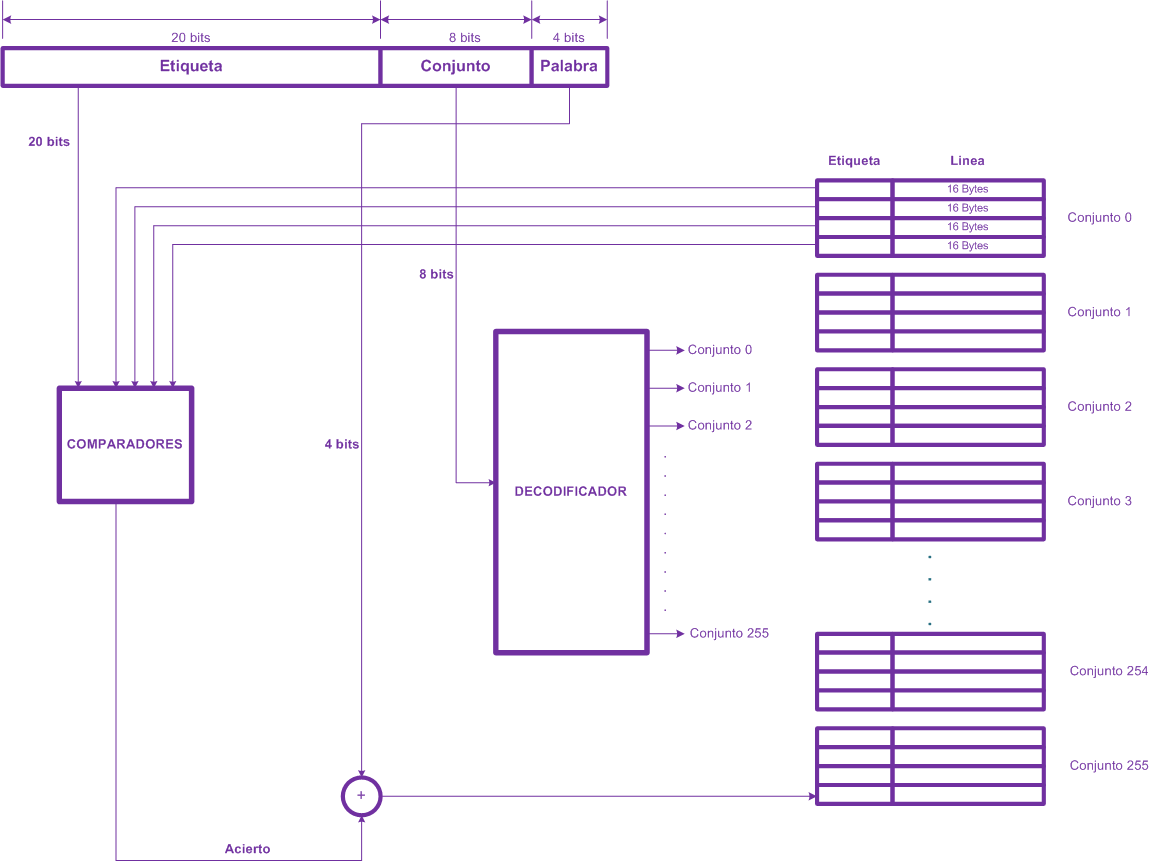 20 bits 8 bits 4 bits
Etiqueta Conjunto Palabra
20 bits
Etiqueta Linea
16 Bytes
16 Bytes
16 Bytes
16 Bytes
Conjunto 0
8 bits
Conjunto 1
Conjunto 2
Conjunto 3
Conjunto 254
Conjunto 255
COMPARADORES
4 bits
DECODIFICADOR
Conjunto 0
Conjunto 1
Conjunto 2
Conjunto 255
+
Acierto